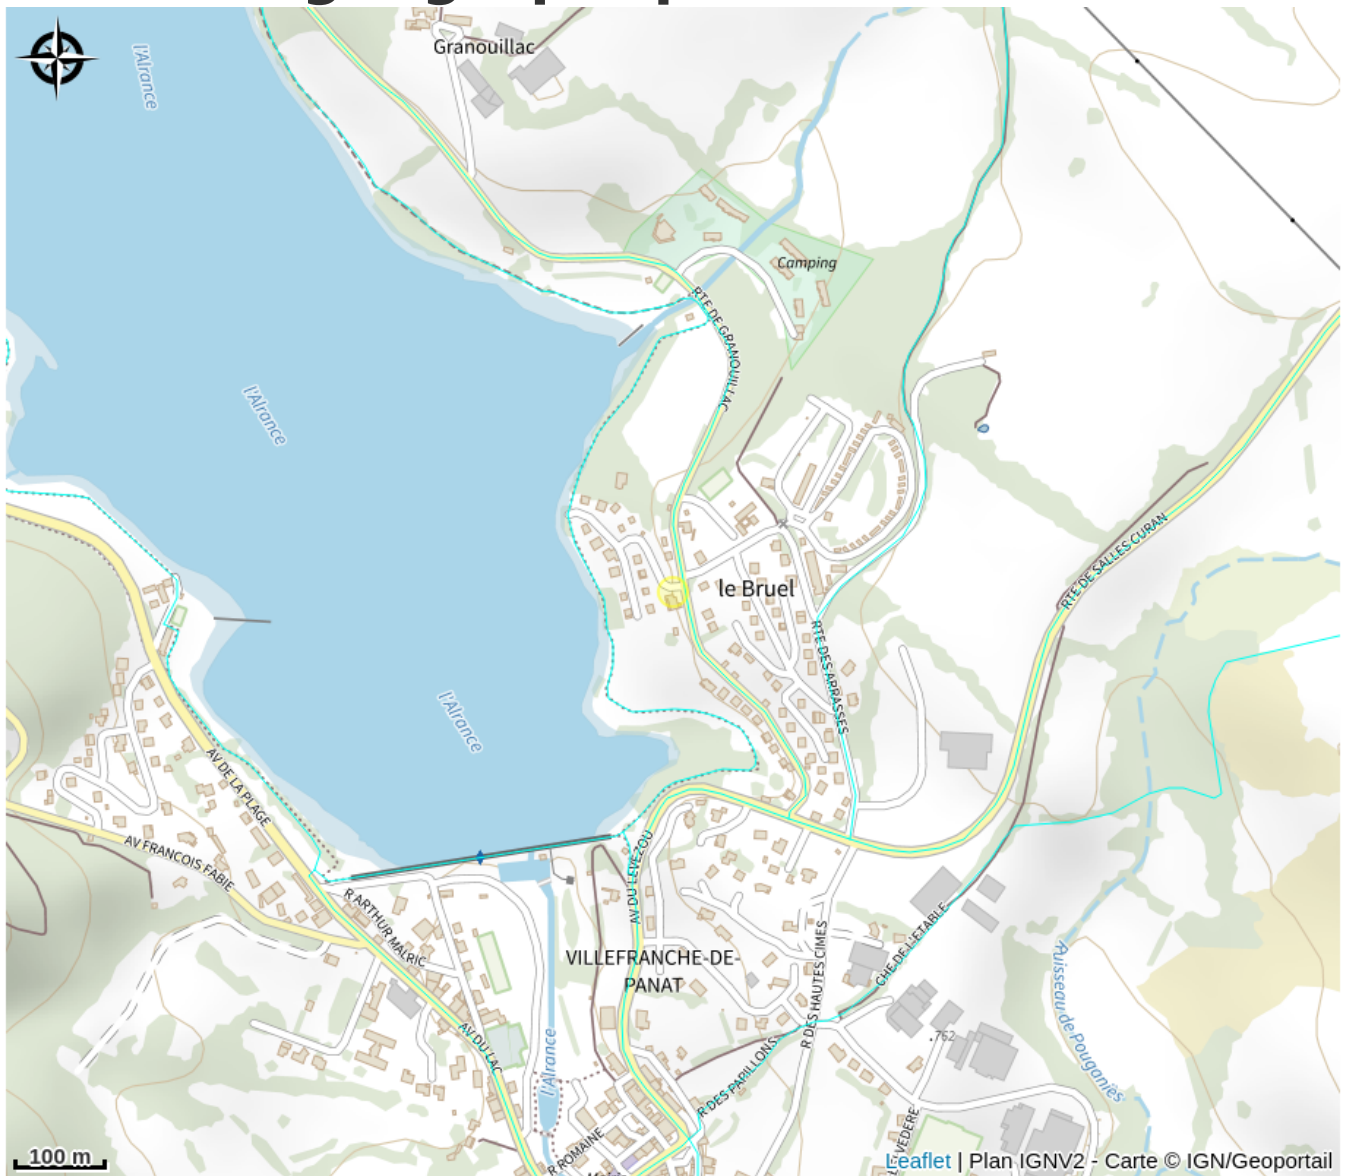 l'Alrance
Granouillac
Camping
RTE DE GRANOUILLAC
l'Alrance
RTE DE SALLES CURAN
le Bruel
RTE DES ARRASSES
l'Alrance
AV DE LA PLAGE
AV FRANCOIS FABIE
R ARTHUR MALRIC
AV DU LEVEZOU
VILLEFRANCHE-DE-
PANAT
R DES HAUTES CIMES
CHE DE L'ETABLE
Ruisseau de Pouganiès
.762
AV DU LAC
l'Alrance
R DES PAPILLONS
R ROMAINE
VEDERE
100 m
Leaflet | Plan IGNV2 - Carte © IGN/Geoportail